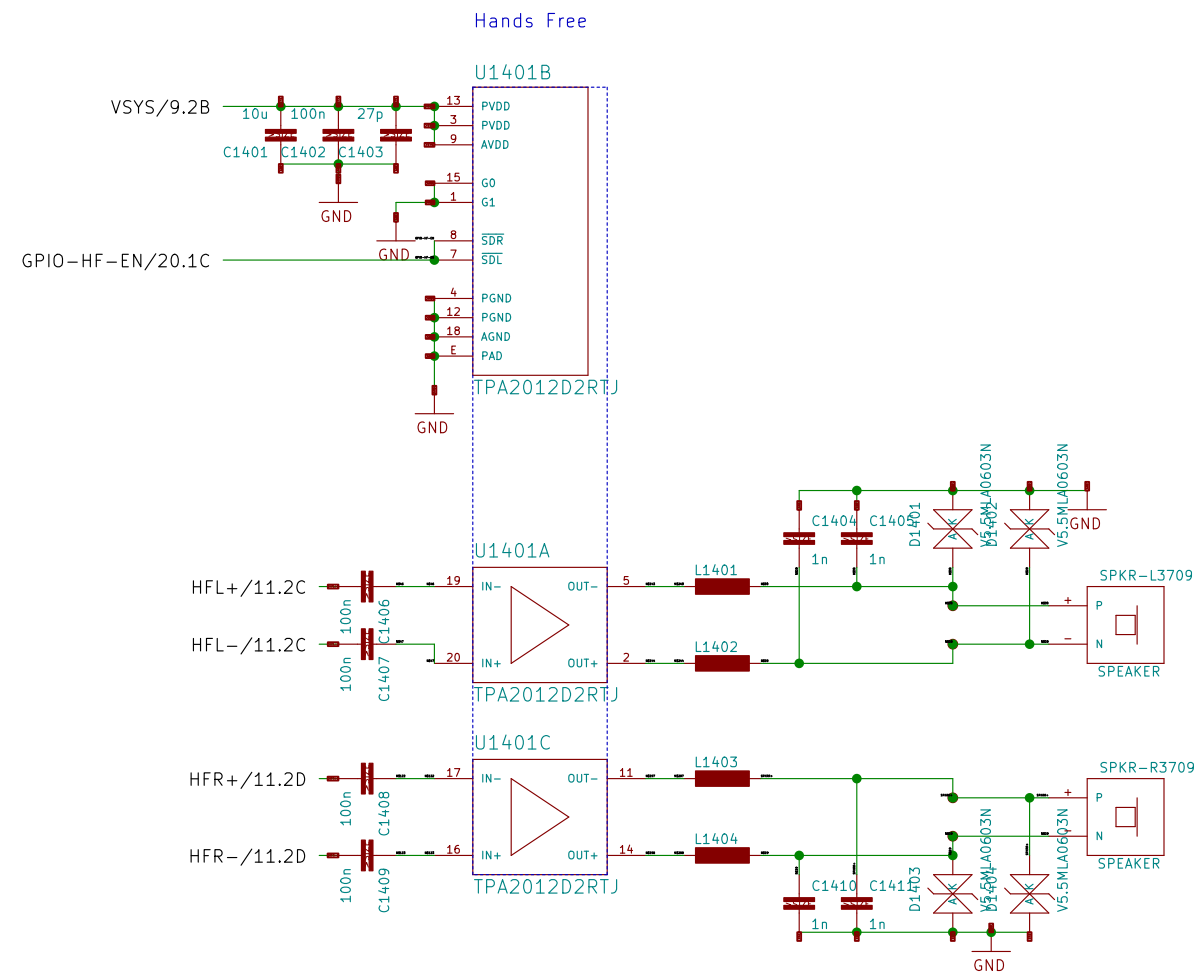 Hands Free
U1401B
VSYS/9.2B
10u 100n 27p
C1401 C1402 C1403
GND
13 PVDD
3 PVDD
9 AVDD
15 G0
1 G1
GND
8 SDR
7 SDL
GPIO-HF-EN/20.1C
4 PGND
12 PGND
18 AGND
E PAD
TPA2012D2RTJ
GND
C1404 C1405
1n 1n
D1401 V5.5MLA0603N
D1402 V5.5MLA0603N
A K
A K
GND
U1401A
HFL+/11.2C
100n C1406
19 IN-
OUT- 5
L1401
SPKR-L3709
+ P
- N
SPEAKER
HFL-/11.2C
100n C1407
20 IN+
OUT+ 2
L1402
TPA2012D2RTJ
U1401C
HFR+/11.2D
100n C1408
17 IN-
OUT- 11
L1403
SPKR-R3709
+ P
- N
SPEAKER
HFR-/11.2D
100n C1409
16 IN+
OUT+ 14
L1404
TPA2012D2RTJ
C1410 C1411
1n 1n
D1403 V5.5MLA0603N
D1404 V5.5MLA0603N
A K
A K
GND